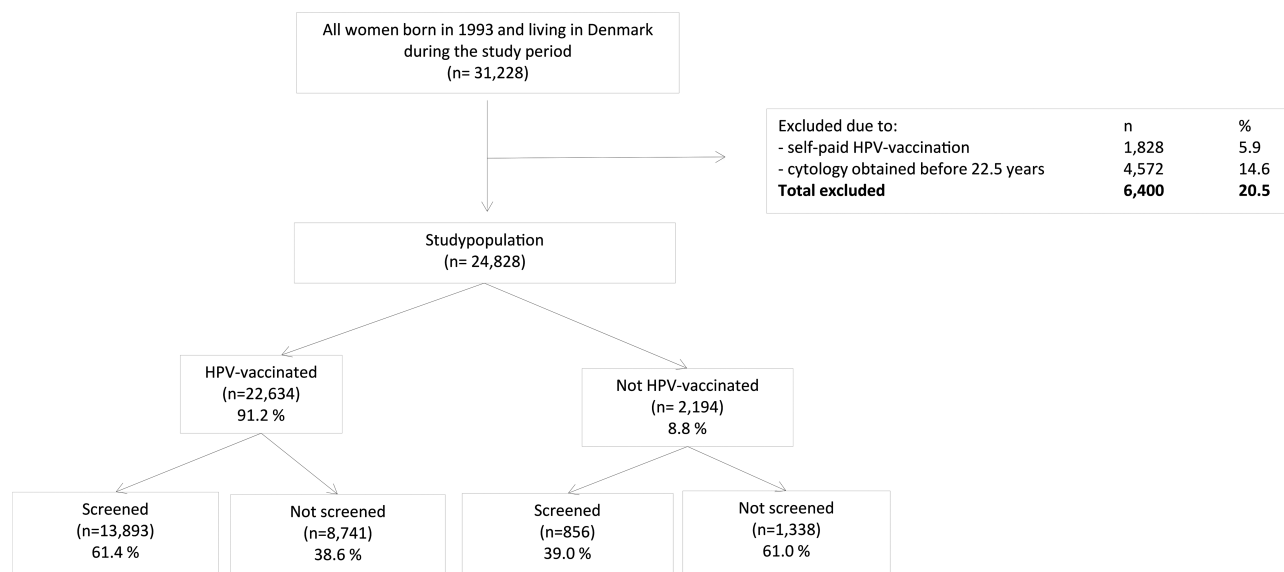 All women born in 1993 and living in Denmark
during the study period
(n= 31,228)
Excluded due to: n %
- self-paid HPV-vaccination 1,828 5.9
- cytology obtained before 22.5 years 4,572 14.6
Total excluded 6,400 20.5
Studypopulation
(n= 24,828)
HPV-vaccinated
(n=22,634)
91.2 %
Not HPV-vaccinated
(n= 2,194)
8.8 %
Screened
(n=13,893)
61.4 %
Not screened
(n=8,741)
38.6 %
Screened
(n=856)
39.0 %
Not screened
(n=1,338)
61.0 %